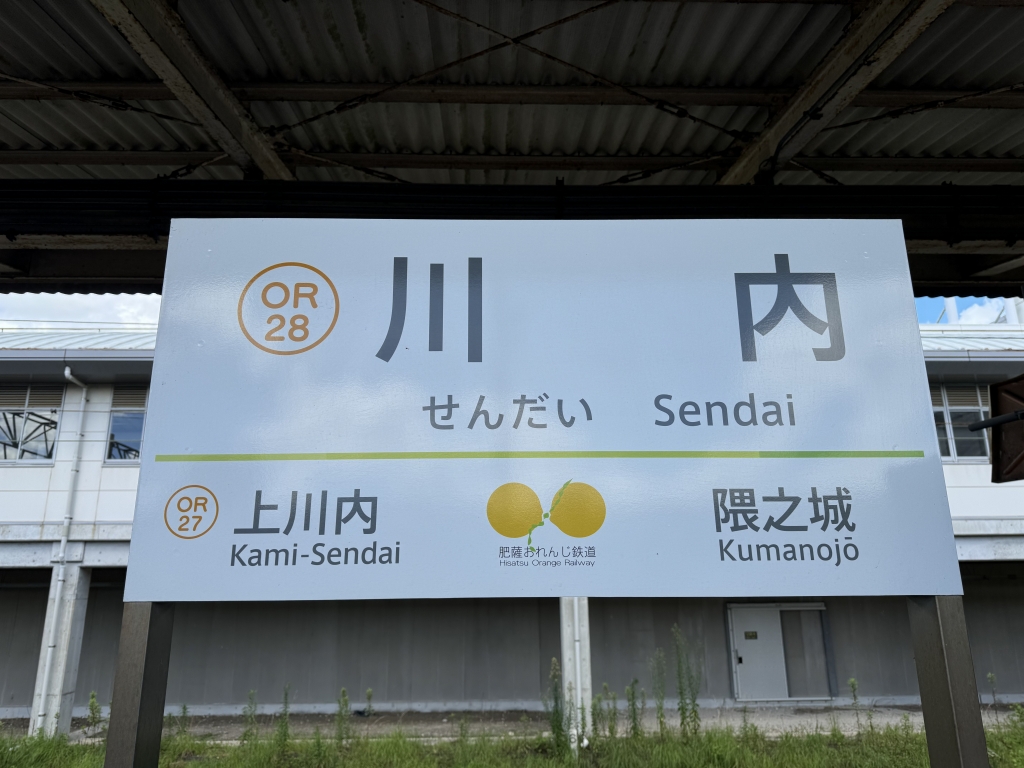 OR
28
川内
せんだい Sendai
OR
27
上川内
Kami-Sendai
肥薩おれんじ鉄道
Hisatsu Orange Railway
隈之城
Kumanojō